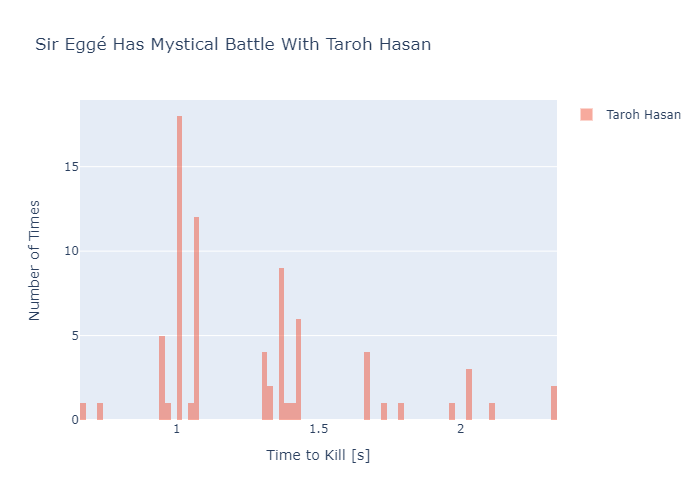 Sir Eggé Has Mystical Battle With Taroh Hasan
Taroh Hasan
15
10
5
0
1
1.5
2
Number of Times
Time to Kill [s]